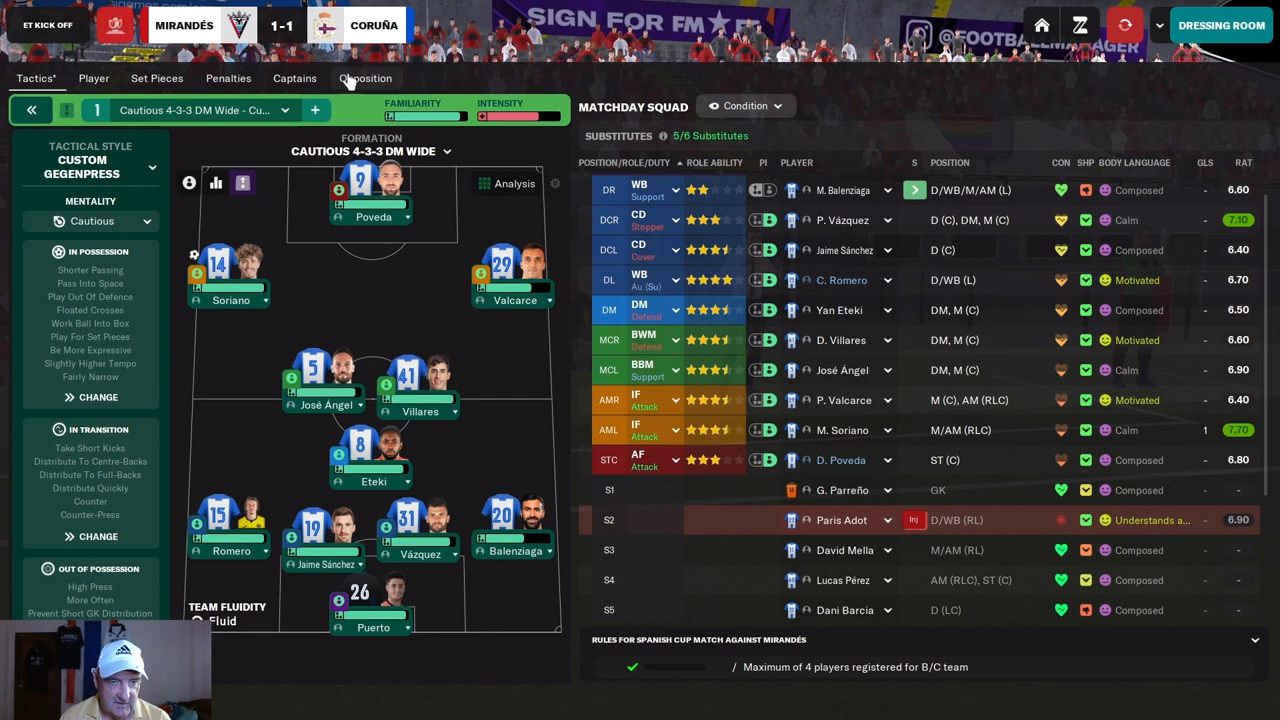 ET KICK OFF
MIRANDÉS
1-1
CORUÑA
SIGN FOR FM
DRESSING ROOM
Tactics*
Player
Set Pieces
Penalties
Captains
Opposition
1
Cautious 4-3-3 DM Wide - Cu...
FAMILIARITY
INTENSITY
TACTICAL STYLE
CUSTOM
GEGENPRESS
MENTALITY
Cautious
IN POSSESSION
Shorter Passing
Pass Into Space
Play Out Of Defence
Floated Crosses
Work Ball Into Box
Play For Set Pieces
Be More Expressive
Slightly Higher Tempo
Fairly Narrow
CHANGE
IN TRANSITION
Take Short Kicks
Distribute To Centre-Backs
Distribute To Full-Backs
Distribute Quickly
Counter
Counter-Press
CHANGE
OUT OF POSSESSION
High Press
More Often
Prevent Short GK Distribution
FORMATION
CAUTIOUS 4-3-3 DM WIDE
Analysis
9
Poveda
14
Soriano
29
Valcarce
5
José Ángel
41
Villares
8
Eteki
15
Romero
19
Jaime Sánchez
31
Vázquez
20
Balenziaga
26
Puerto
TEAM FLUIDITY
Fluid
MATCHDAY SQUAD
Condition
SUBSTITUTES 5/6 Substitutes
POSITION/ROLE/DUTY ROLE ABILITY PI PLAYER S POSITION CON SHP BODY LANGUAGE GLS RAT
DR WB Support M. Balenziaga D/WB/M/AM (L) Composed - 6.60
DCR CD Stopper P. Vázquez D (C), DM, M (C) Calm - 7.10
DCL CD Cover Jaime Sánchez D (C) Composed - 6.40
DL WB Au (Su) C. Romero D/WB (L) Motivated - 6.70
DM DM Defend Yan Eteki DM, M (C) Composed - 6.50
MCR BWM Defend D. Villares DM, M (C) Motivated - 6.60
MCL BBM Support José Ángel DM, M (C) Calm - 6.90
AMR IF Attack P. Valcarce M (C), AM (RLC) Motivated - 6.40
AML IF Attack M. Soriano M/AM (RLC) Calm 1 7.70
STC AF Attack D. Poveda ST (C) Composed - 6.80
S1 G. Parreño GK Composed - -
S2 Paris Adot Inj D/WB (RL) Understands a... - 6.90
S3 David Mella M/AM (RL) Composed - -
S4 Lucas Pérez AM (RLC), ST (C) Composed - -
S5 Dani Barcia D (LC) Composed - -
RULES FOR SPANISH CUP MATCH AGAINST MIRANDÉS
/ Maximum of 4 players registered for B/C team